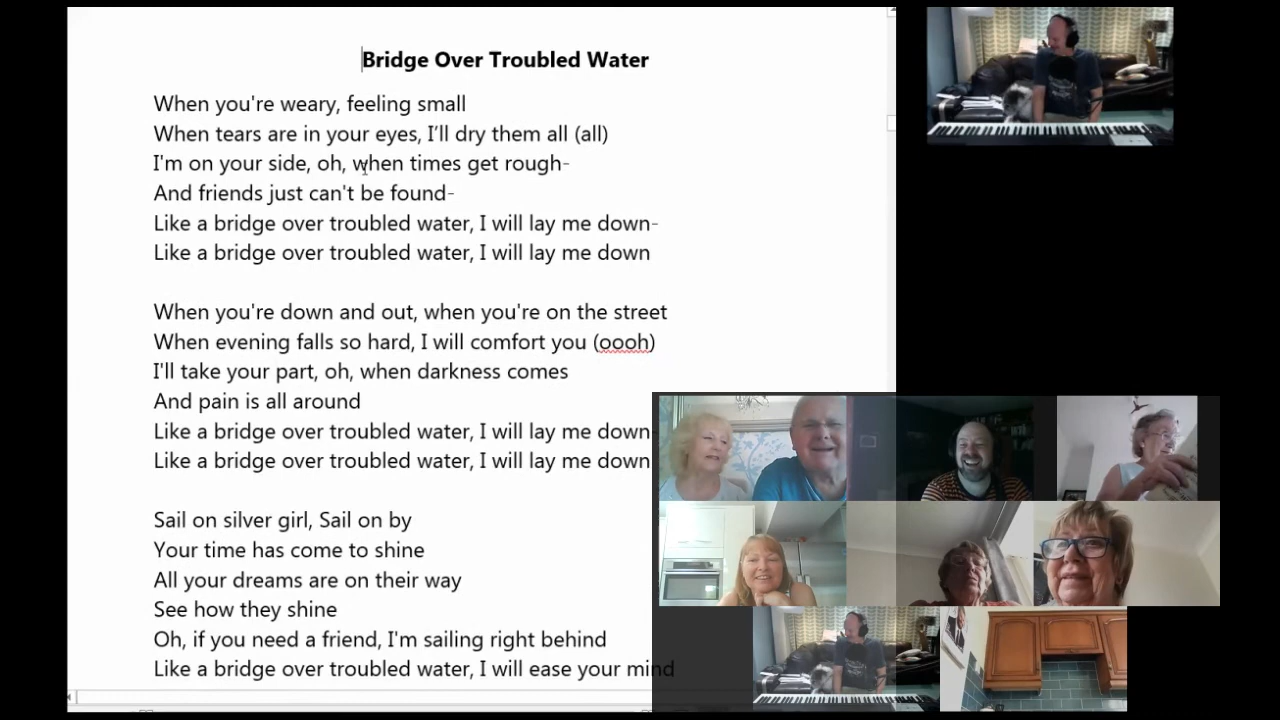 Bridge Over Troubled Water
When you're weary, feeling small
When tears are in your eyes, I’ll dry them all (all)
I'm on your side, oh, when times get rough-
And friends just can't be found-
Like a bridge over troubled water, I will lay me down-
Like a bridge over troubled water, I will lay me down
When you're down and out, when you're on the street
When evening falls so hard, I will comfort you (oooh)
I'll take your part, oh, when darkness comes
And pain is all around
Like a bridge over troubled water, I will lay me down-
Like a bridge over troubled water, I will lay me down
Sail on silver girl, Sail on by
Your time has come to shine
All your dreams are on their way
See how they shine
Oh, if you need a friend, I'm sailing right behind
Like a bridge over troubled water, I will ease your mind